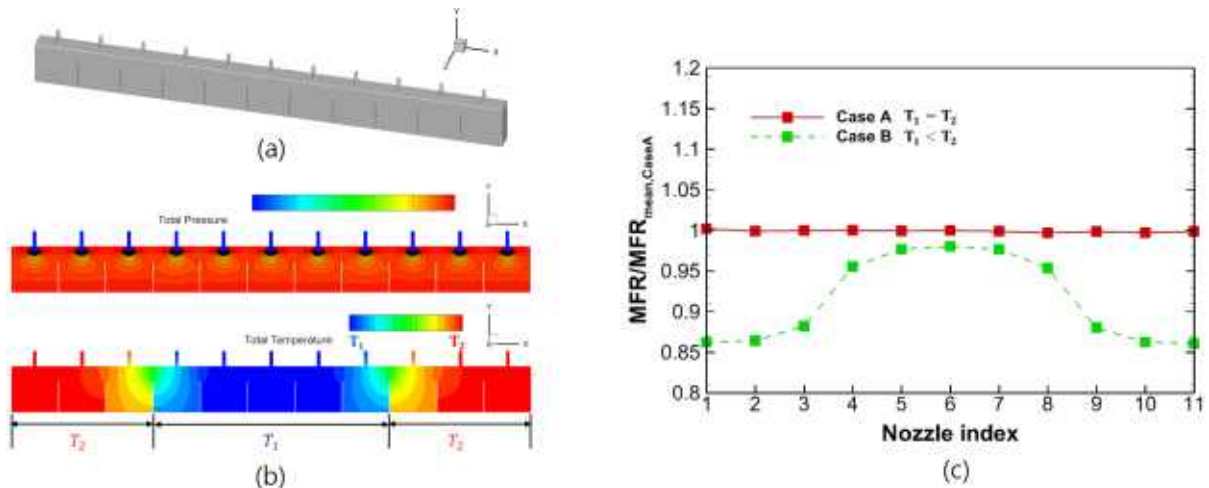 Y
X
(a)
Total Pressure
Y
X
Total Temperature
T₁
T₂
Y
X
T₂
T₁
T₂
(b)
MFR/MFRmean,CaseA
1.2
1.15
1.1
1.05
1
0.95
0.9
0.85
0.8
Case A T₁ = T₂
Case B T₁ < T₂
1 2 3 4 5 6 7 8 9 10 11
Nozzle index
(c)